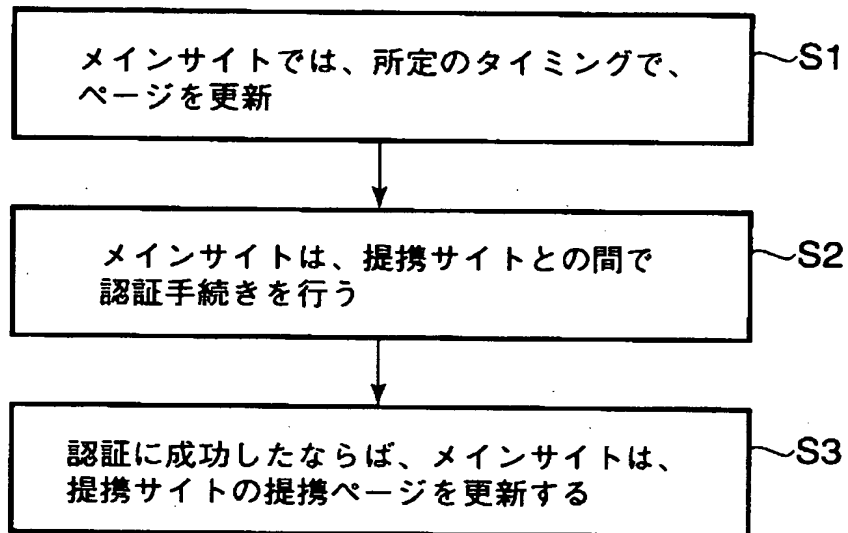 メインサイトでは、所定のタイミングで、
ページを更新
S1
メインサイトは、提携サイトとの間で
認証手続きを行う
S2
認証に成功したならば、メインサイトは、
提携サイトの提携ページを更新する
S3